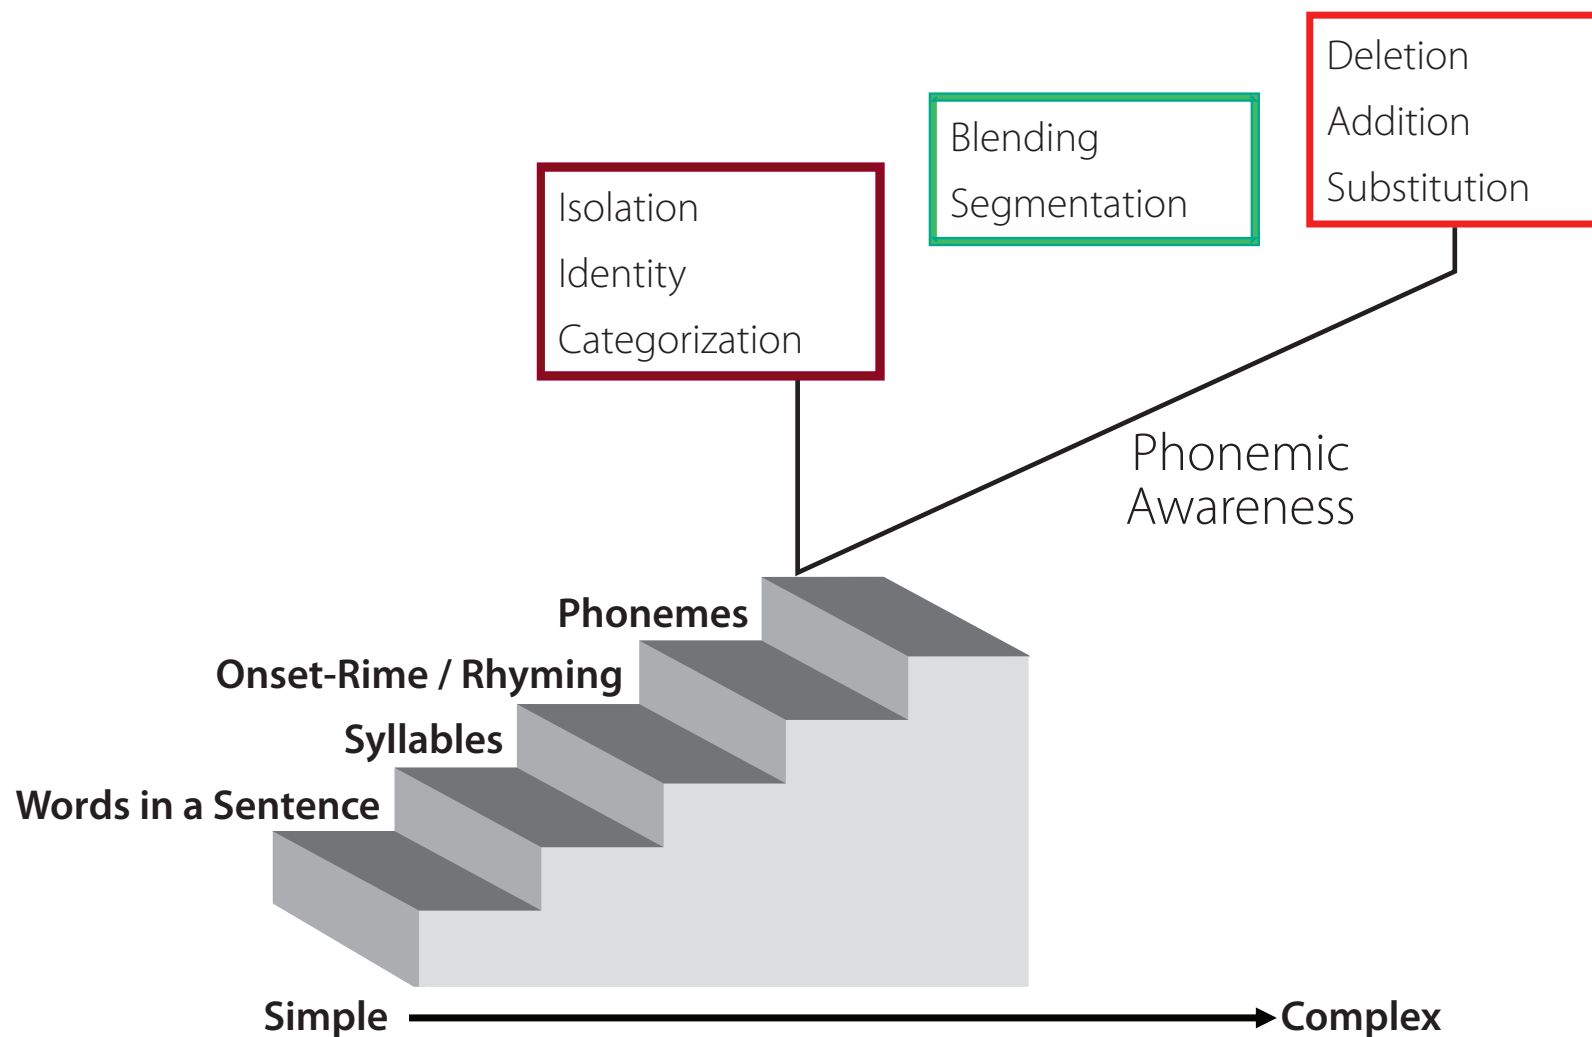 Deletion
Addition
Substitution
Blending
Segmentation
Isolation
Identity
Categorization
Phonemic
Awareness
Phonemes
Onset-Rime / Rhyming
Syllables
Words in a Sentence
Simple
Complex